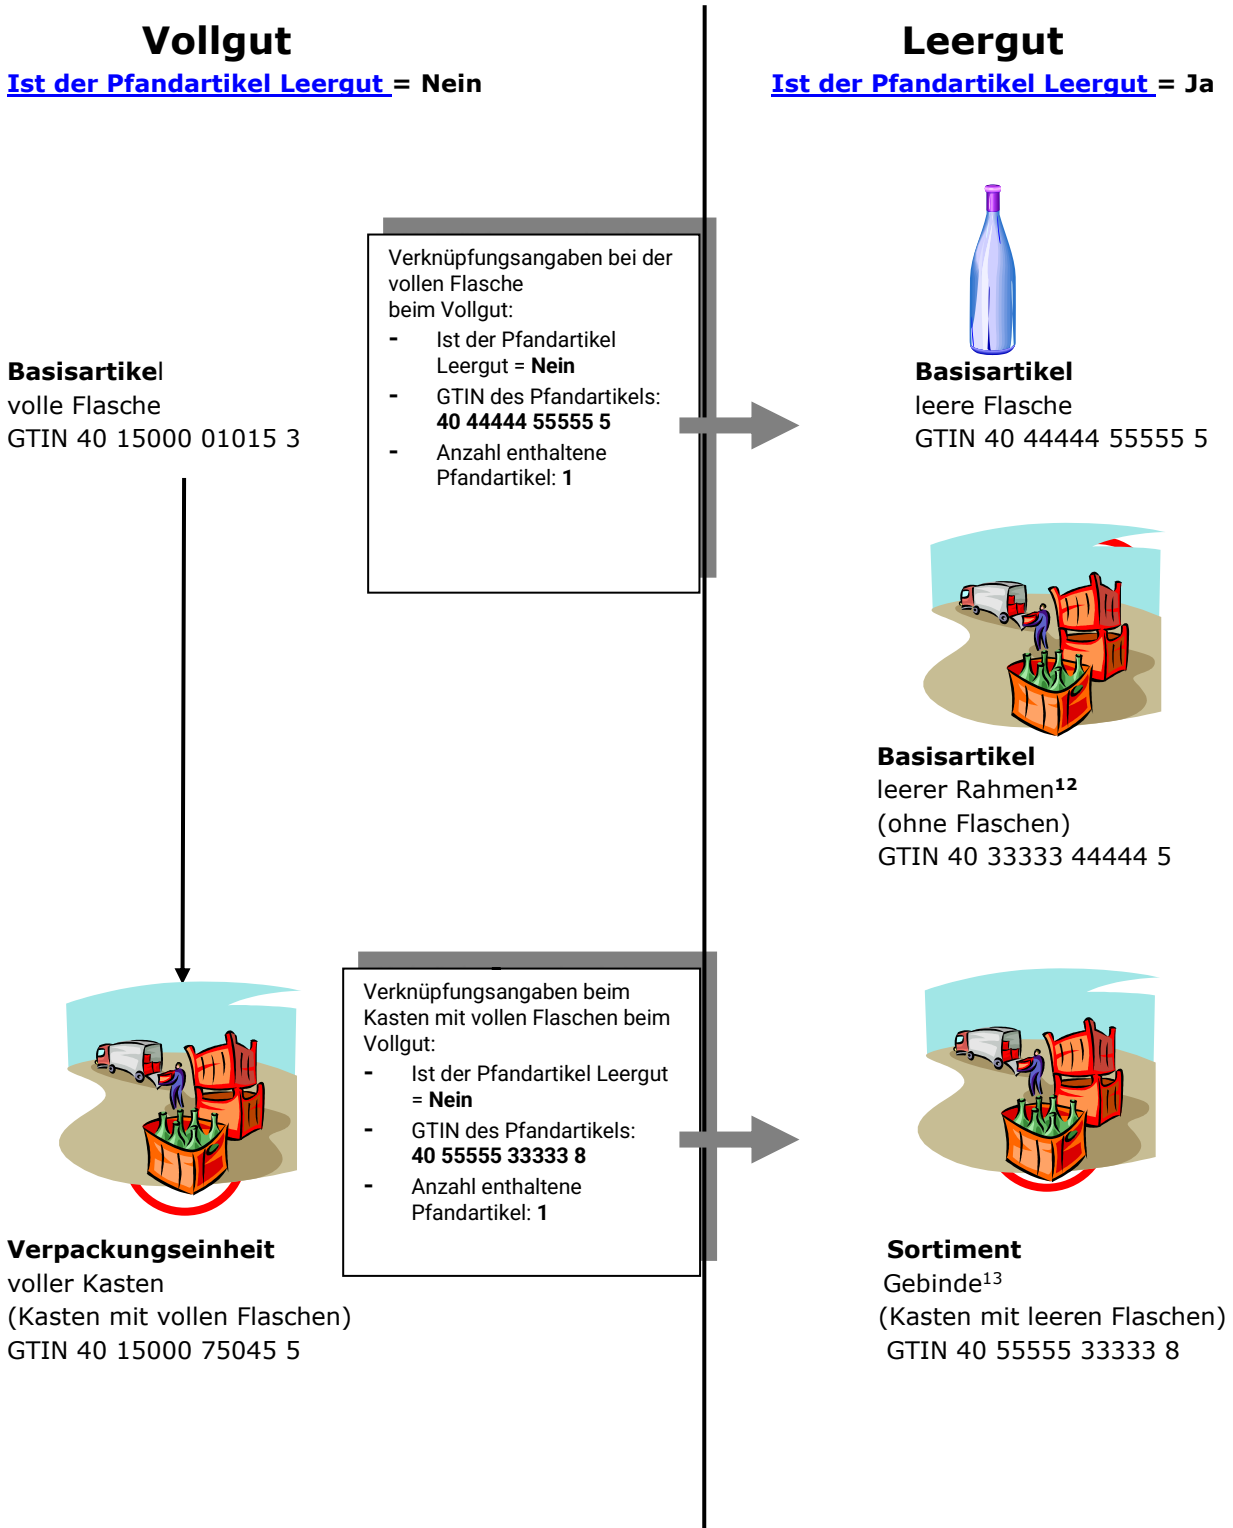 Vollgut
Ist der Pfandartikel Leergut = Nein
Leergut
Ist der Pfandartikel Leergut = Ja
Verknüpfungsangaben bei der
vollen Flasche
beim Vollgut:
- Ist der Pfandartikel
Leergut = Nein
- GTIN des Pfandartikels:
40 44444 55555 5
- Anzahl enthaltene
Pfandartikel: 1
Basisartikel
volle Flasche
GTIN 40 15000 01015 3
Basisartikel
leere Flasche
GTIN 40 44444 55555 5
Basisartikel
leerer Rahmen12
(ohne Flaschen)
GTIN 40 33333 44444 5
Verknüpfungsangaben beim
Kasten mit vollen Flaschen beim
Vollgut:
- Ist der Pfandartikel Leergut
= Nein
- GTIN des Pfandartikels:
40 55555 33333 8
- Anzahl enthaltene
Pfandartikel: 1
Verpackungseinheit
voller Kasten
(Kasten mit vollen Flaschen)
GTIN 40 15000 75045 5
Sortiment
Gebinde13
(Kasten mit leeren Flaschen)
GTIN 40 55555 33333 8